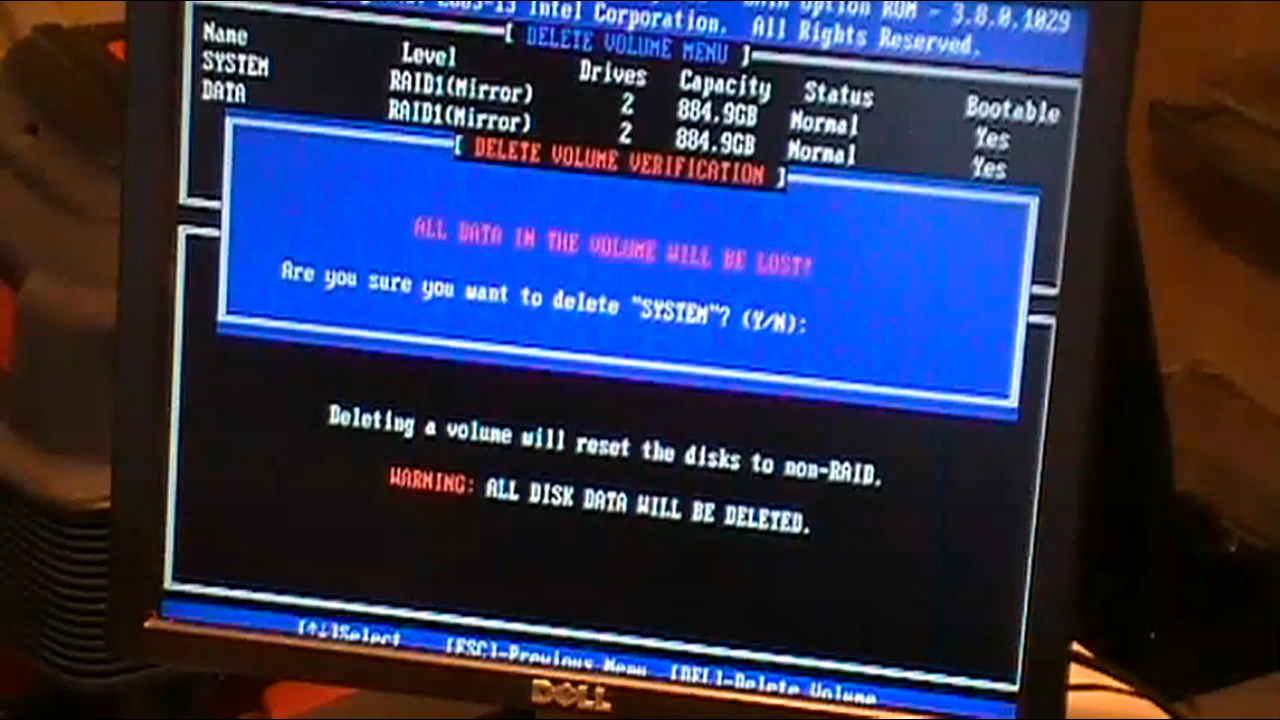 Intel Corporation. All Rights Reserved.
Option ROM - 3.8.0.1029
[ DELETE VOLUME MENU ]
Name Level Drives Capacity Status Bootable
SYSTEM RAID1(Mirror) 2 884.9GB Normal Yes
DATA RAID1(Mirror) 2 884.9GB Normal Yes
[ DELETE VOLUME VERIFICATION ]
ALL DATA IN THE VOLUME WILL BE LOST!
Are you sure you want to delete "SYSTEM"? (Y/N):
Deleting a volume will reset the disks to non-RAID.
WARNING: ALL DISK DATA WILL BE DELETED.
[↑↓]Select [ESC]-Previous Menu [DEL]-Delete Volume
DELL